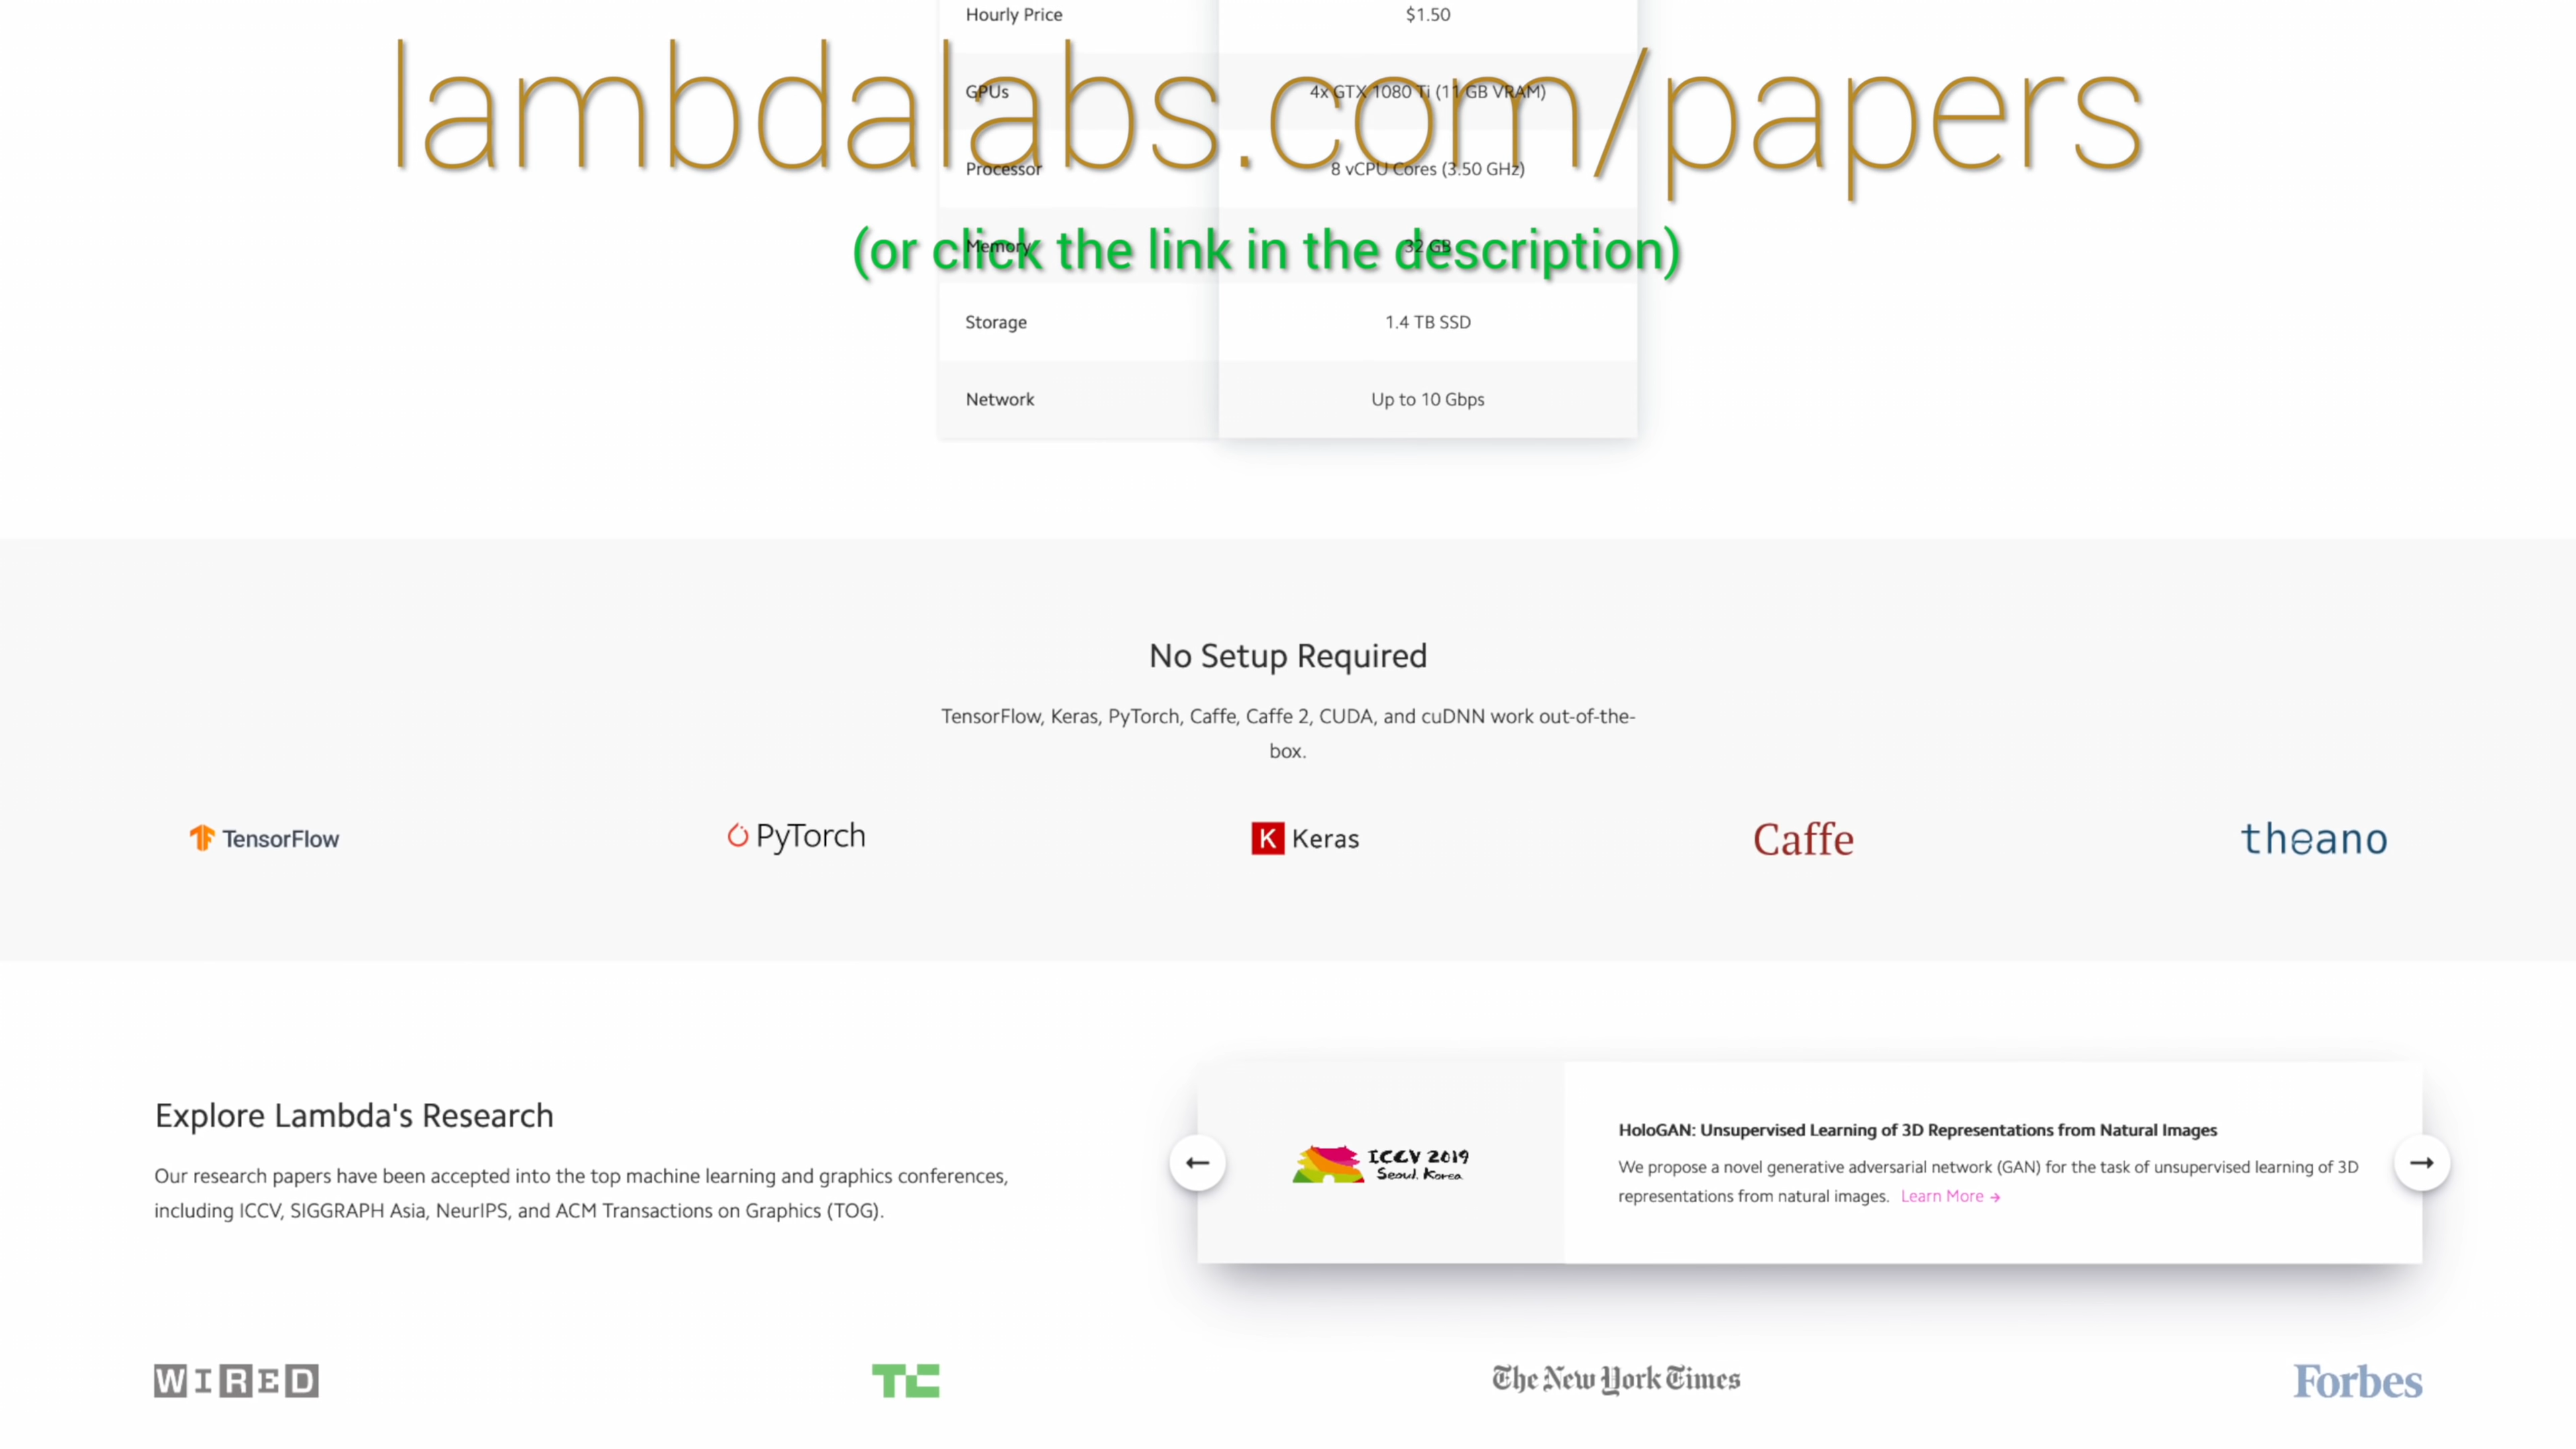 Hourly Price $1.50
lambdalabs.com/papers
GPUs 4x GTX 1080 Ti (11 GB VRAM)
Processor 8 vCPU Cores (3.50 GHz)
(or click the link in the description)
Memory 32 GB
Storage 1.4 TB SSD
Network Up to 10 Gbps
No Setup Required
TensorFlow, Keras, PyTorch, Caffe, Caffe 2, CUDA, and cuDNN work out-of-the-
box.
TensorFlow PyTorch K Keras Caffe theano
Explore Lambda's Research
Our research papers have been accepted into the top machine learning and graphics conferences,
including ICCV, SIGGRAPH Asia, NeurIPS, and ACM Transactions on Graphics (TOG).
ICCV 2019
Seoul. Korea
HoloGAN: Unsupervised Learning of 3D Representations from Natural Images
We propose a novel generative adversarial network (GAN) for the task of unsupervised learning of 3D
representations from natural images. Learn More →
WIRED TC The New York Times Forbes